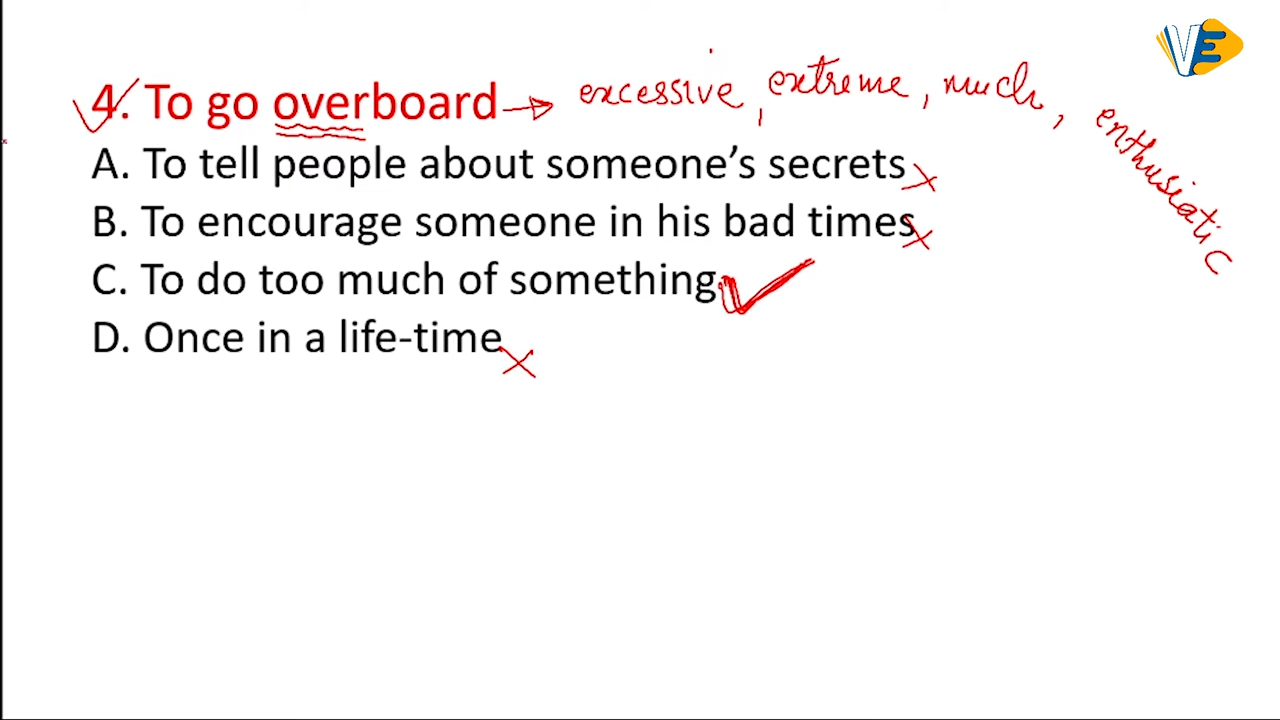 4. To go overboard → excessive, extreme, much, enthusiatic
A. To tell people about someone's secrets
B. To encourage someone in his bad times
C. To do too much of something
D. Once in a life-time
VE